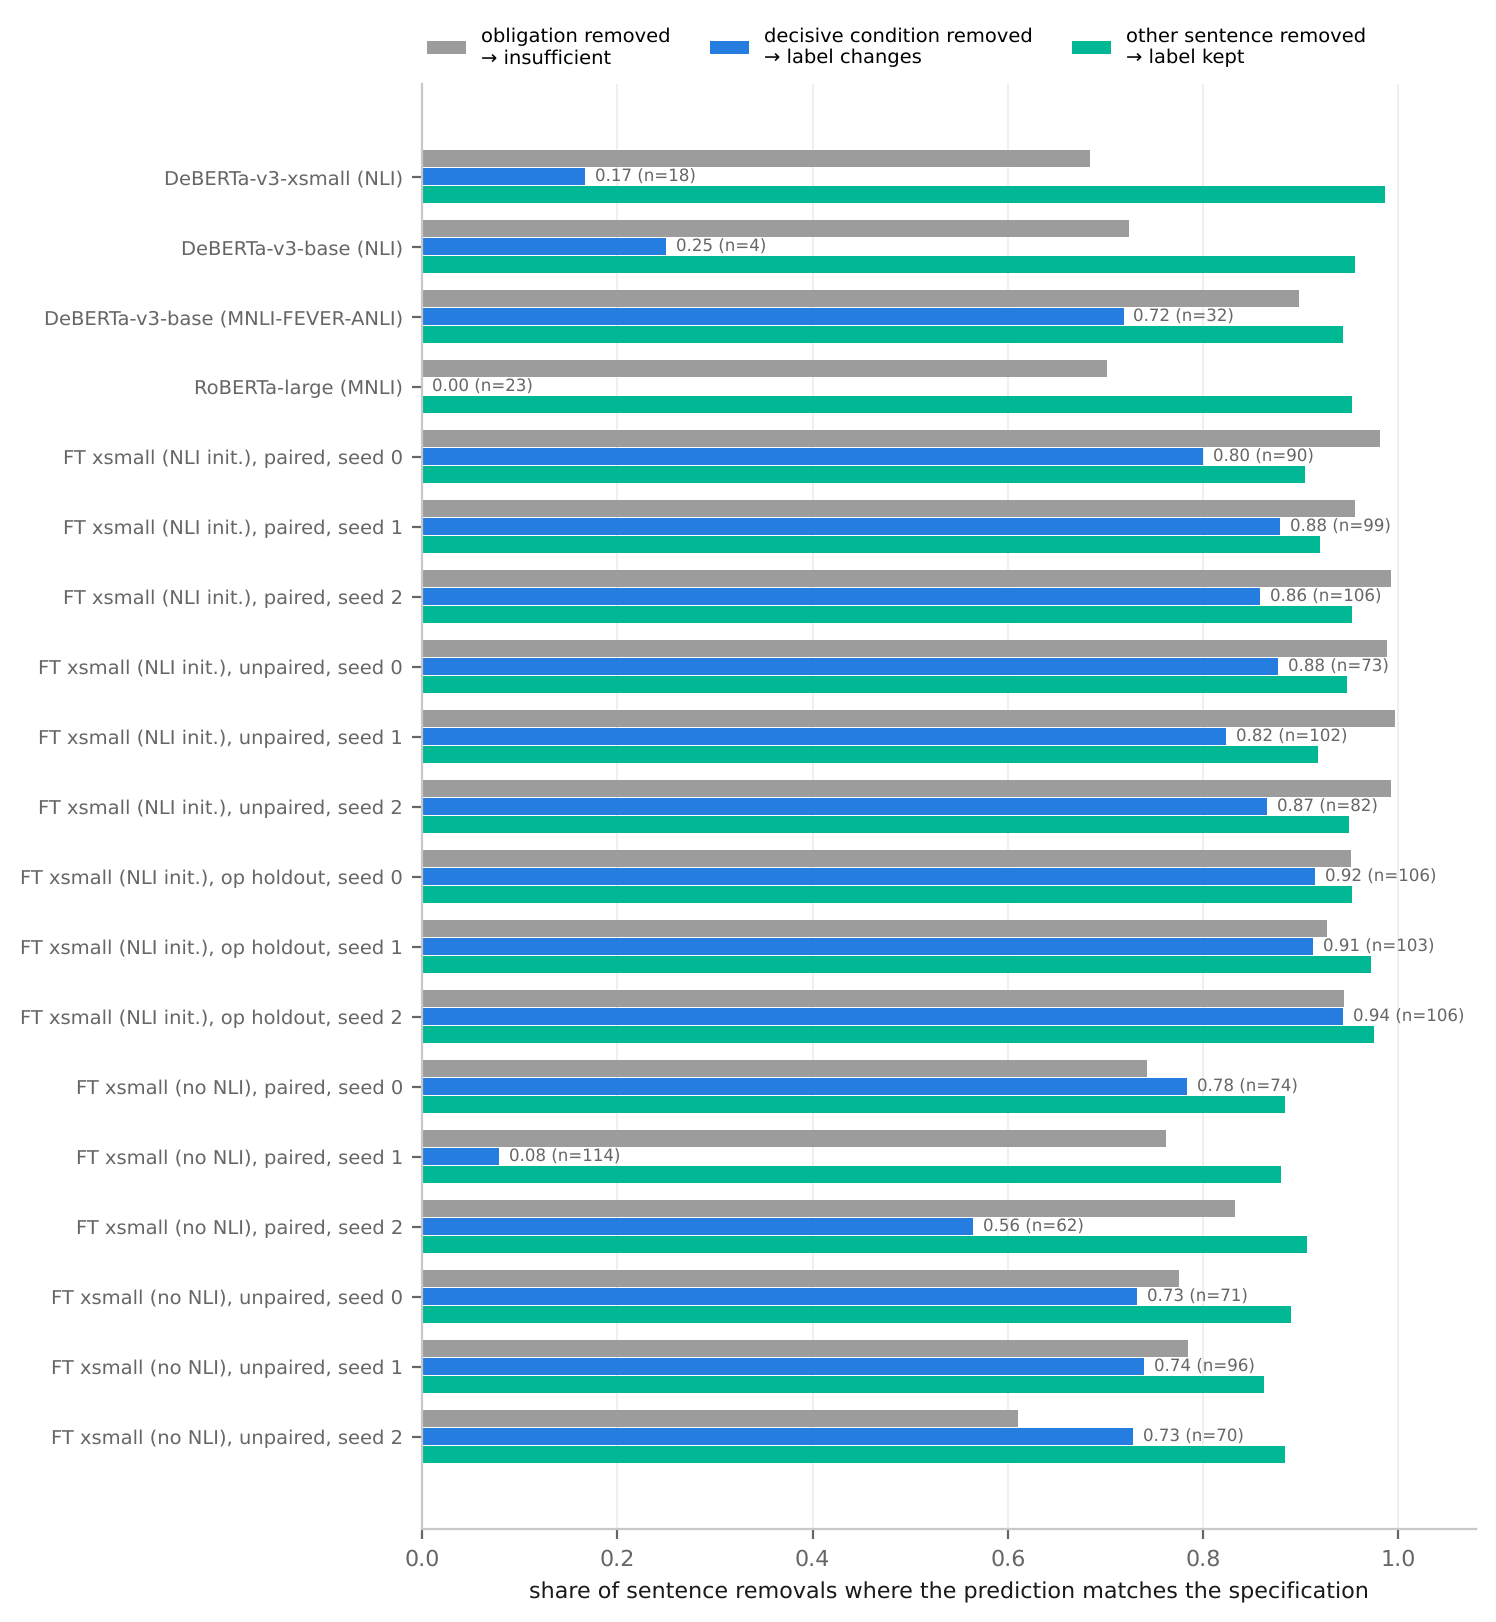 obligation removed
→ insufficient
decisive condition removed
→ label changes
other sentence removed
→ label kept
DeBERTa-v3-xsmall (NLI)
0.17 (n=18)
DeBERTa-v3-base (NLI)
0.25 (n=4)
DeBERTa-v3-base (MNLI-FEVER-ANLI)
0.72 (n=32)
RoBERTa-large (MNLI)
0.00 (n=23)
FT xsmall (NLI init.), paired, seed 0
0.80 (n=90)
FT xsmall (NLI init.), paired, seed 1
0.88 (n=99)
FT xsmall (NLI init.), paired, seed 2
0.86 (n=106)
FT xsmall (NLI init.), unpaired, seed 0
0.88 (n=73)
FT xsmall (NLI init.), unpaired, seed 1
0.82 (n=102)
FT xsmall (NLI init.), unpaired, seed 2
0.87 (n=82)
FT xsmall (NLI init.), op holdout, seed 0
0.92 (n=106)
FT xsmall (NLI init.), op holdout, seed 1
0.91 (n=103)
FT xsmall (NLI init.), op holdout, seed 2
0.94 (n=106)
FT xsmall (no NLI), paired, seed 0
0.78 (n=74)
FT xsmall (no NLI), paired, seed 1
0.08 (n=114)
FT xsmall (no NLI), paired, seed 2
0.56 (n=62)
FT xsmall (no NLI), unpaired, seed 0
0.73 (n=71)
FT xsmall (no NLI), unpaired, seed 1
0.74 (n=96)
FT xsmall (no NLI), unpaired, seed 2
0.73 (n=70)
0.0 0.2 0.4 0.6 0.8 1.0
share of sentence removals where the prediction matches the specification